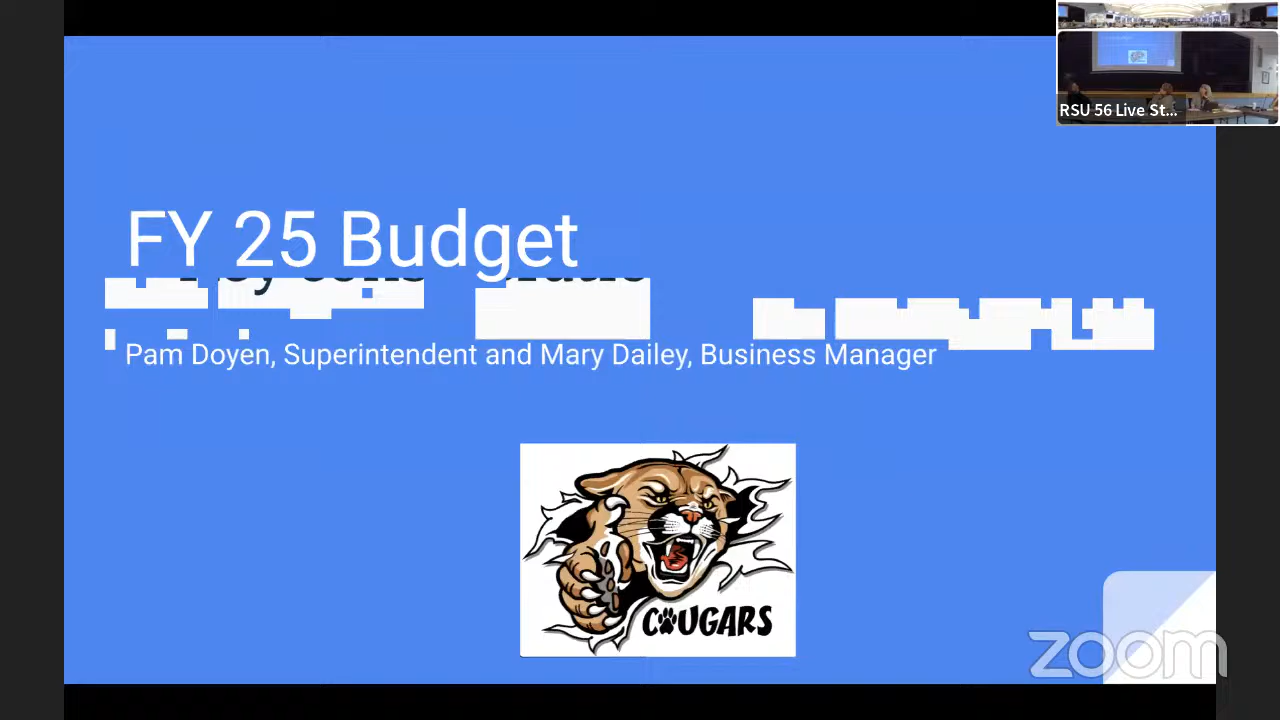 RSU 56 Live St...
FY 25 Budget
Pam Doyen, Superintendent and Mary Dailey, Business Manager
COUGARS
zoom